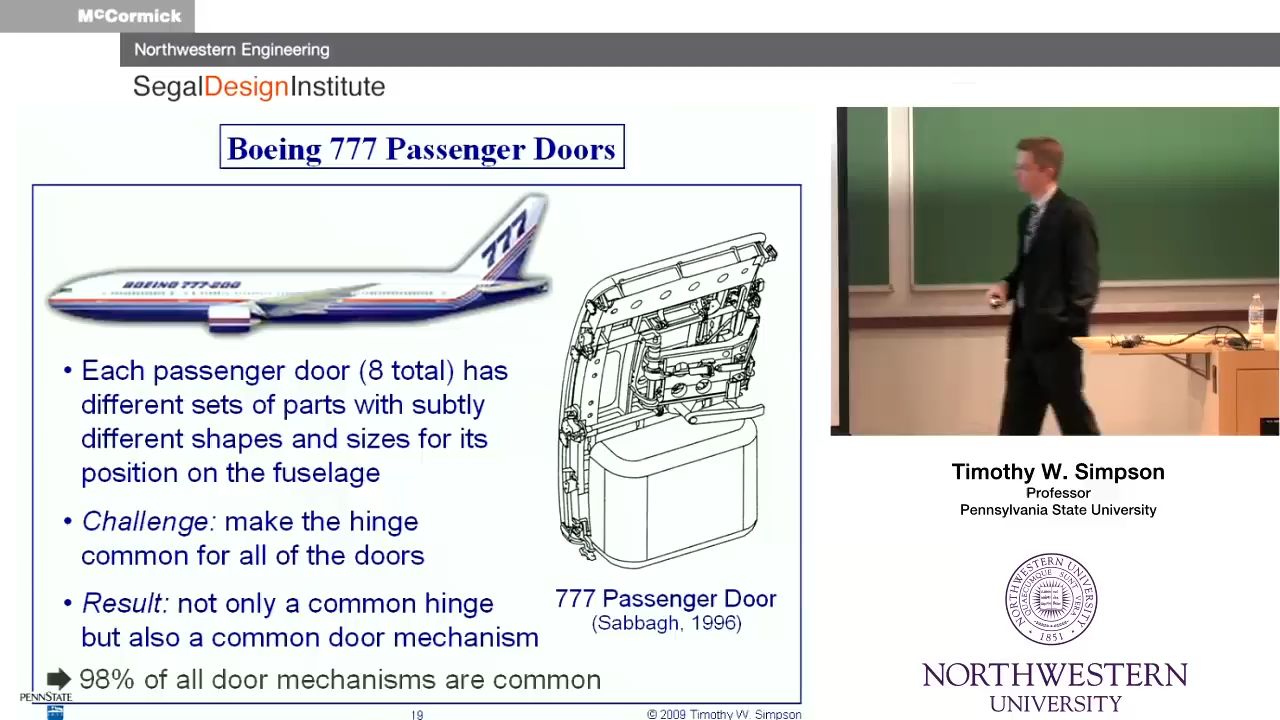 McCormick
Northwestern Engineering
SegalDesignInstitute
Boeing 777 Passenger Doors
777
BOEING 777-200
• Each passenger door (8 total) has
different sets of parts with subtly
different shapes and sizes for its
position on the fuselage
• Challenge: make the hinge
common for all of the doors
• Result: not only a common hinge
but also a common door mechanism
98% of all door mechanisms are common
777 Passenger Door
(Sabbagh, 1996)
PENNSTATE
19
© 2009 Timothy W. Simpson
Timothy W. Simpson
Professor
Pennsylvania State University
NORTHWESTERN UNIVERSITY
1851
NORTHWESTERN
UNIVERSITY